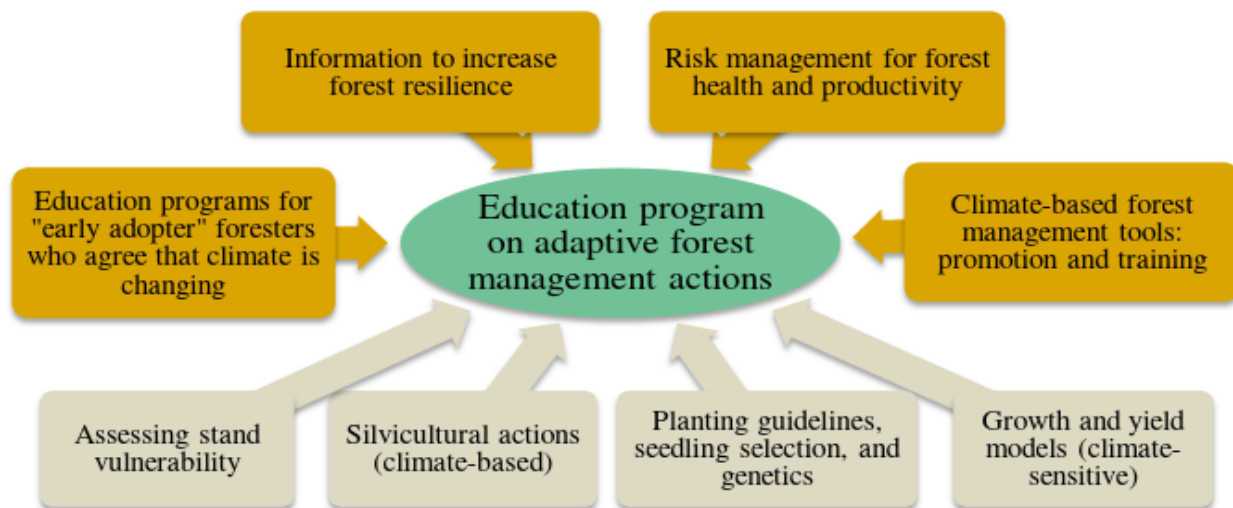 Information to increase
forest resilience
Risk management for forest
health and productivity
Education programs for
"early adopter" foresters
who agree that climate is
changing
Education program
on adaptive forest
management actions
Climate-based forest
management tools:
promotion and training
Assessing stand
vulnerability
Silvicultural actions
(climate-based)
Planting guidelines,
seedling selection, and
genetics
Growth and yield
models (climate-
sensitive)